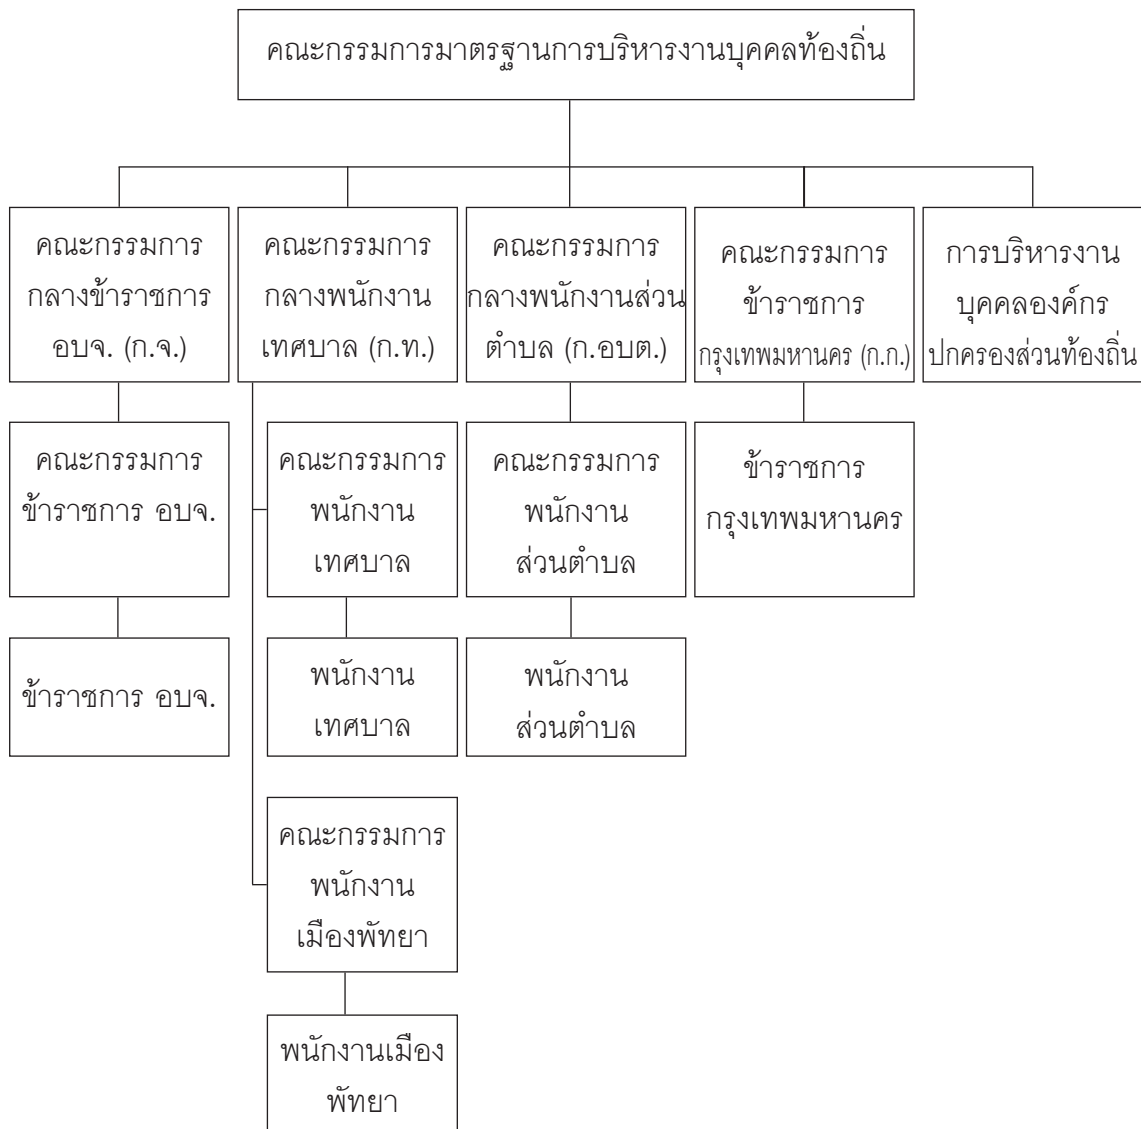 คณะกรรมการมาตรฐานการบริหารงานบุคคลท้องถิ่น
คณะกรรมการ
กลางข้าราชการ
อบจ. (ก.จ.)
คณะกรรมการ
กลางพนักงาน
เทศบาล (ก.ท.)
คณะกรรมการ
กลางพนักงานส่วน
ตำบล (ก.อบต.)
คณะกรรมการ
ข้าราชการ
กรุงเทพมหานคร (ก.ก.)
การบริหารงาน
บุคคลองค์กร
ปกครองส่วนท้องถิ่น
คณะกรรมการ
ข้าราชการ อบจ.
คณะกรรมการ
พนักงาน
เทศบาล
คณะกรรมการ
พนักงาน
ส่วนตำบล
ข้าราชการ
กรุงเทพมหานคร
ข้าราชการ อบจ.
พนักงาน
เทศบาล
พนักงาน
ส่วนตำบล
คณะกรรมการ
พนักงาน
เมืองพัทยา
พนักงานเมือง
พัทยา